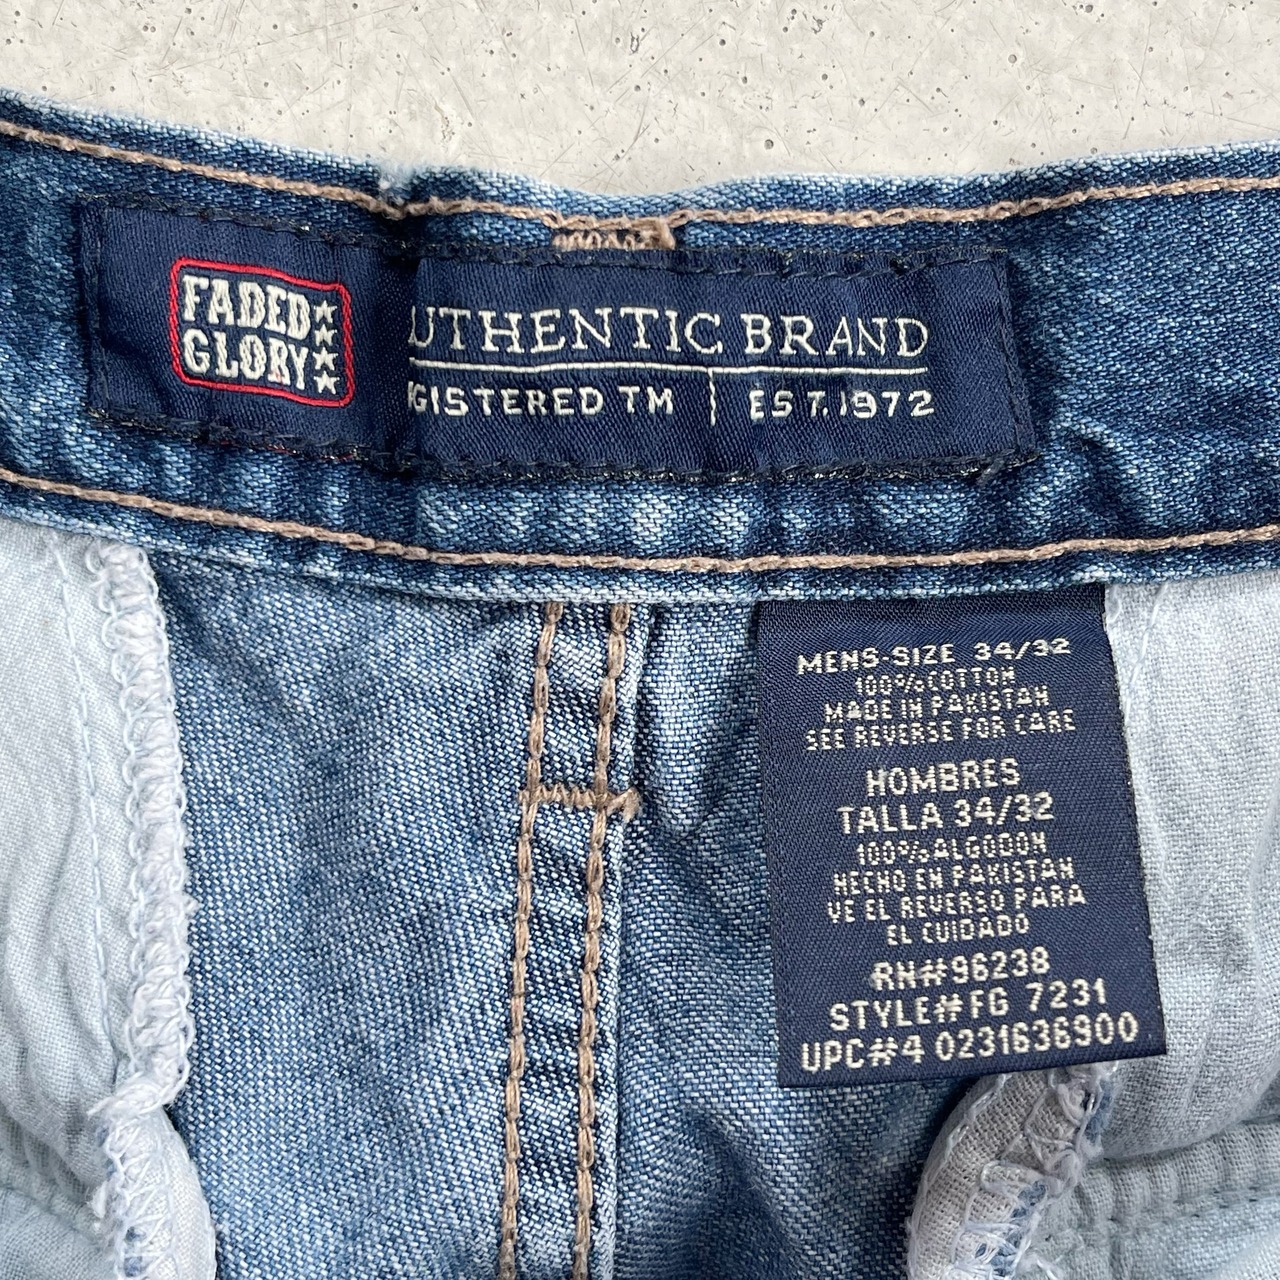 FADED
GLORY
UTHENTIC BRAND
GISTERED TM | EST. 1972
MENS-SIZE 34/32
100% COTTON
MADE IN PAKISTAN
SEE REVERSE FOR CARE
HOMBRES
TALLA 34/32
100% ALGODON
HECHO EN PAKISTAN
VE EL REVERSO PARA
EL CUIDADO
RN#96238
STYLE#FG 7231
UPC#4 0231636900